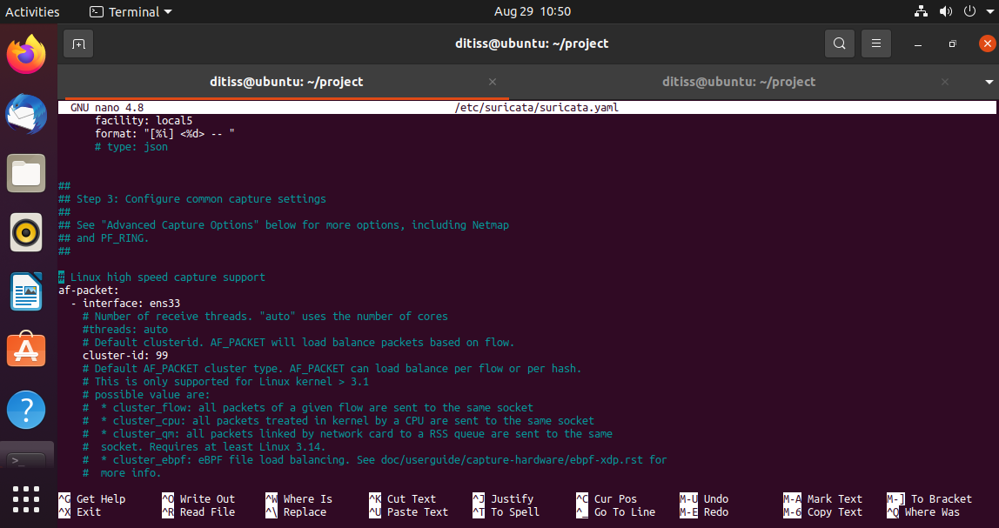 Activities Terminal Aug 29 10:50
ditiss@ubuntu: ~/project
ditiss@ubuntu: ~/project × ditiss@ubuntu: ~/project ×
GNU nano 4.8 /etc/suricata/suricata.yaml
facility: local5
format: "[%i] <%d> -- "
# type: json
##
## Step 3: Configure common capture settings
##
## See "Advanced Capture Options" below for more options, including Netmap
## and PF_RING.
##
# Linux high speed capture support
af-packet:
- interface: ens33
# Number of receive threads. "auto" uses the number of cores
#threads: auto
# Default clusterid. AF_PACKET will load balance packets based on flow.
cluster-id: 99
# Default AF_PACKET cluster type. AF_PACKET can load balance per flow or per hash.
# This is only supported for Linux kernel > 3.1
# possible value are:
#  * cluster_flow: all packets of a given flow are sent to the same socket
#  * cluster_cpu: all packets treated in kernel by a CPU are sent to the same socket
#  * cluster_qm: all packets linked by network card to a RSS queue are sent to the same
#  socket. Requires at least Linux 3.14.
#  * cluster_ebpf: eBPF file load balancing. See doc/userguide/capture-hardware/ebpf-xdp.rst for
#  more info.
^G Get Help ^O Write Out ^W Where Is ^K Cut Text ^J Justify ^C Cur Pos M-U Undo M-A Mark Text M-] To Bracket
^X Exit ^R Read File ^\ Replace ^U Paste Text ^T To Spell ^_ Go To Line M-E Redo M-6 Copy Text ^Q Where Was